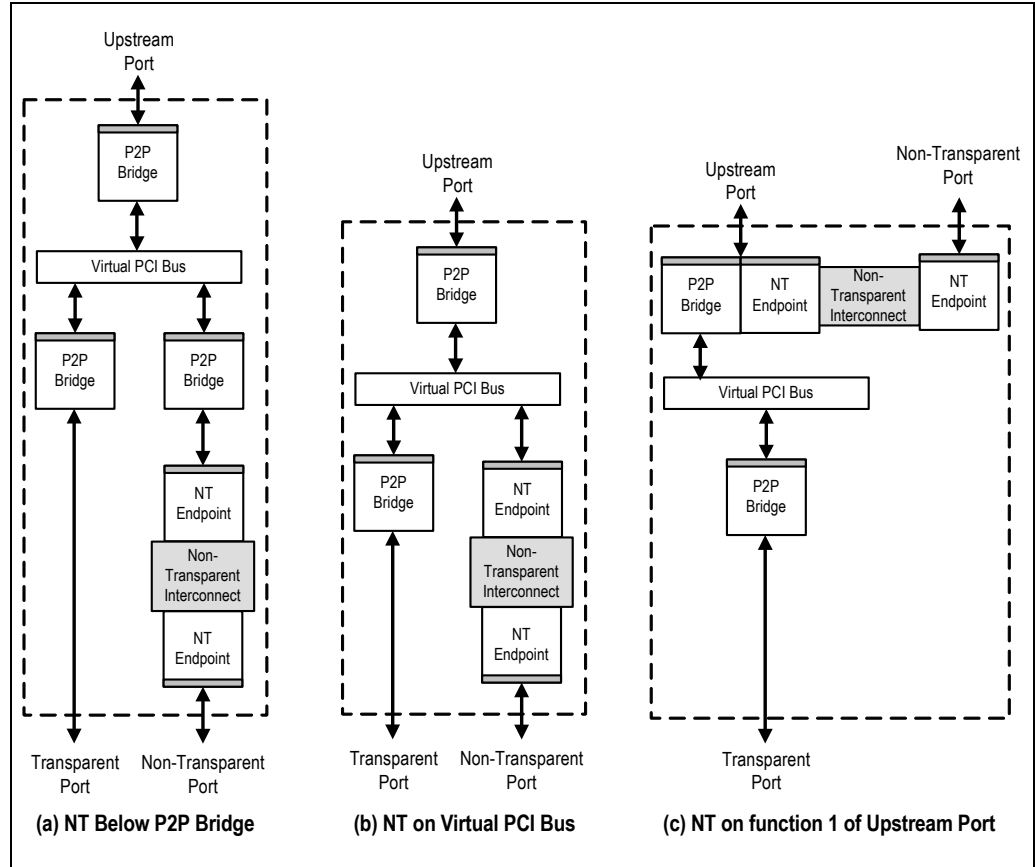 Upstream
Port
P2P
Bridge
Virtual PCI Bus
P2P
Bridge
P2P
Bridge
NT
Endpoint
Non-
Transparent
Interconnect
NT
Endpoint
Transparent
Port
Non-Transparent
Port
(a) NT Below P2P Bridge
Upstream
Port
P2P
Bridge
Virtual PCI Bus
P2P
Bridge
NT
Endpoint
Non-
Transparent
Interconnect
NT
Endpoint
Transparent
Port
Non-Transparent
Port
(b) NT on Virtual PCI Bus
Upstream
Port
Non-Transparent
Port
P2P
Bridge
NT
Endpoint
Non-
Transparent
Interconnect
NT
Endpoint
Virtual PCI Bus
P2P
Bridge
Transparent
Port
(c) NT on function 1 of Upstream Port